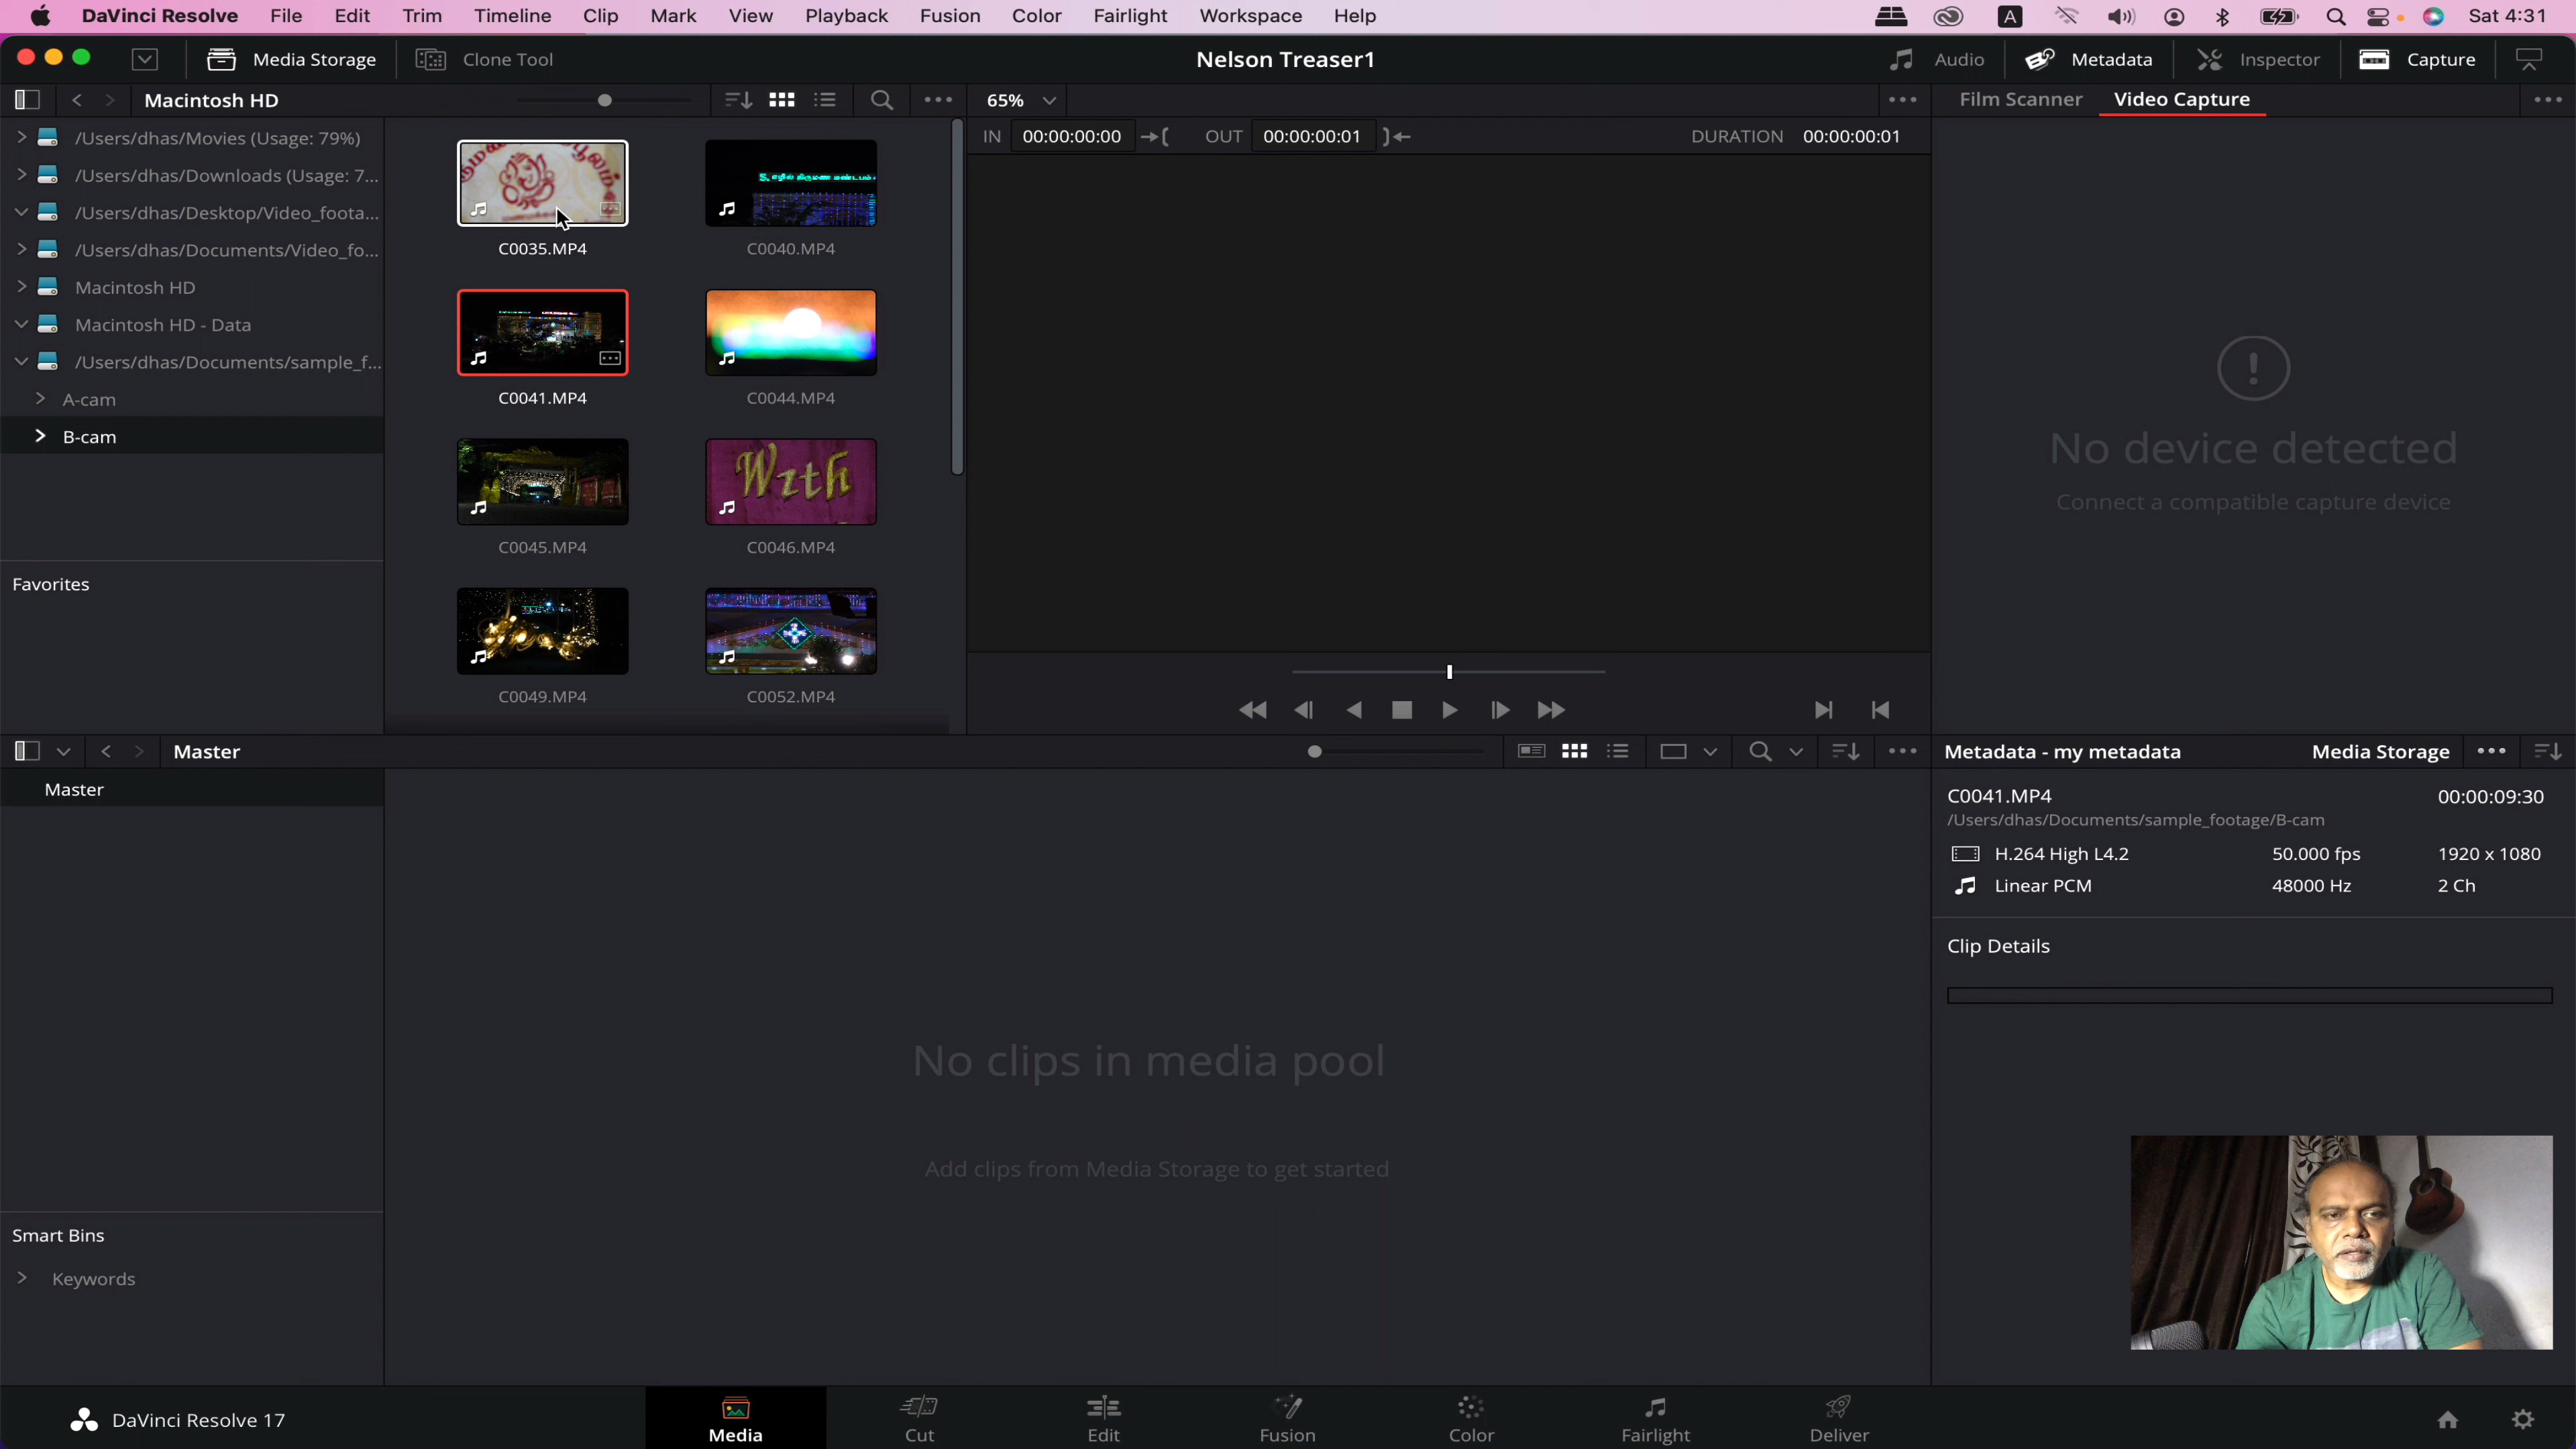 DaVinci Resolve File Edit Trim Timeline Clip Mark View Playback Fusion Color Fairlight Workspace Help A Sat 4:31
Media Storage Clone Tool Nelson Treaser1 Audio Metadata Inspector Capture
Macintosh HD 65% Film Scanner Video Capture
IN 00:00:00:00 OUT 00:00:00:01 DURATION 00:00:00:01
/Users/dhas/Movies (Usage: 79%)
/Users/dhas/Downloads (Usage: 7...
/Users/dhas/Desktop/Video_foota...
/Users/dhas/Documents/Video_fo...
Macintosh HD
Macintosh HD - Data
/Users/dhas/Documents/sample_f...
A-cam
B-cam
Favorites
C0035.MP4 C0040.MP4
C0041.MP4 C0044.MP4
With
C0045.MP4 C0046.MP4
C0049.MP4 C0052.MP4
No device detected
Connect a compatible capture device
Master
Master
No clips in media pool
Add clips from Media Storage to get started
Smart Bins
Keywords
Metadata - my metadata Media Storage
C0041.MP4 00:00:09:30
/Users/dhas/Documents/sample_footage/B-cam
H.264 High L4.2 50.000 fps 1920 x 1080
Linear PCM 48000 Hz 2 Ch
Clip Details
DaVinci Resolve 17 Media Cut Edit Fusion Color Fairlight Deliver